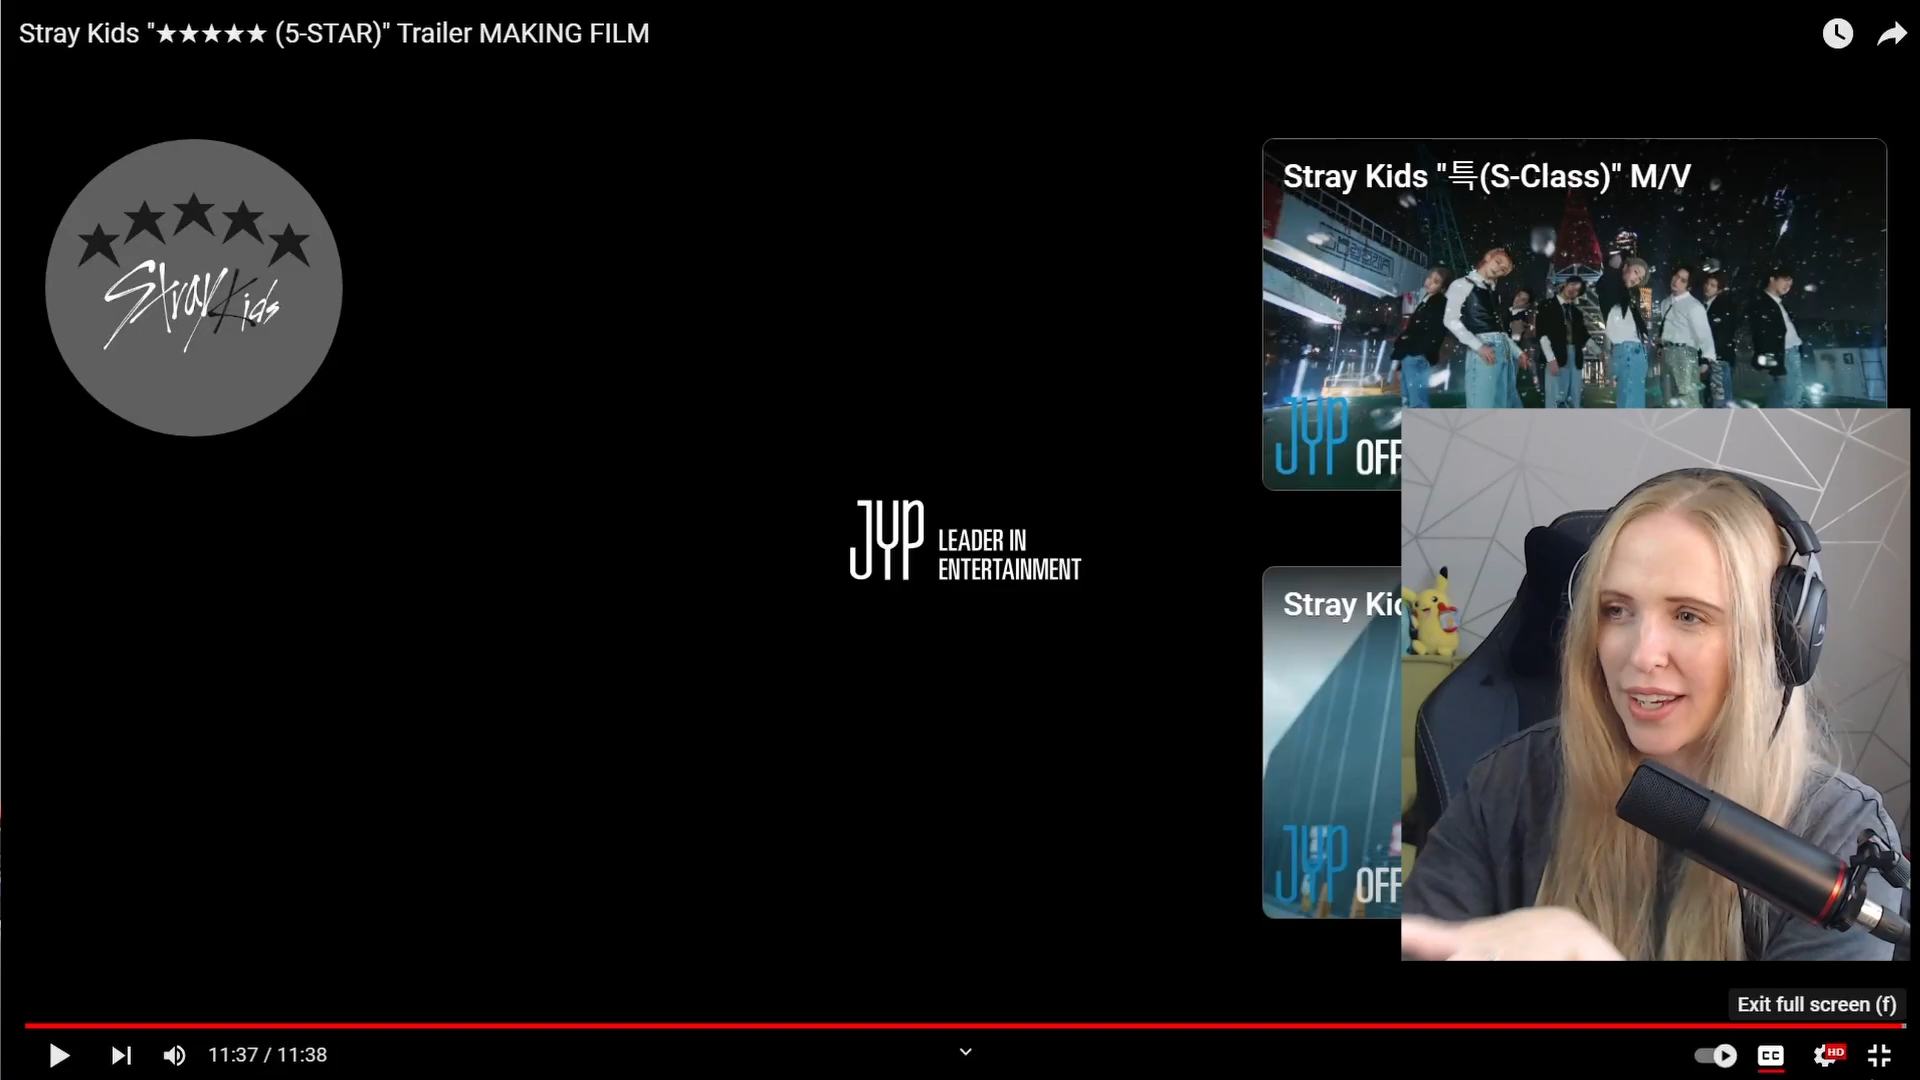 Stray Kids "★★★★★ (5-STAR)" Trailer MAKING FILM
Stray Kids
Stray Kids "특(S-Class)" M/V
JYP OFF
JYP LEADER IN
ENTERTAINMENT
Stray Kid
JYP OFF
Exit full screen (f)
11:37 / 11:38
CC
HD